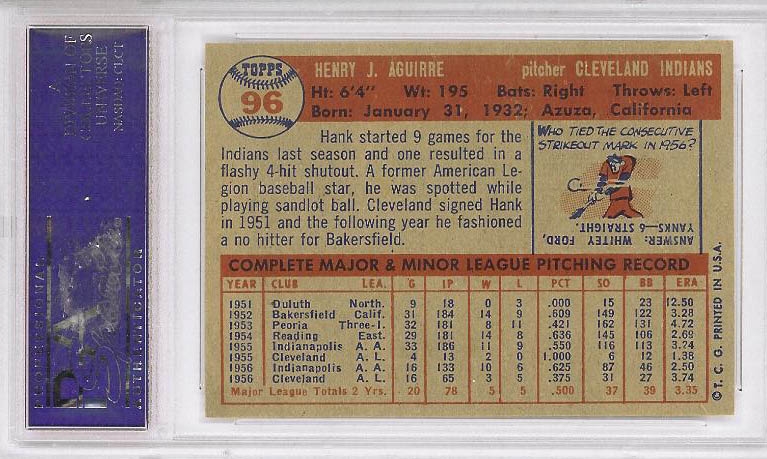 A
DIVISION OF
COLLECTORS
UNIVERSE
NASDAQ: CLCT
PSA
TOPPS
96
HENRY J. AGUIRRE pitcher CLEVELAND INDIANS
Ht: 6'4" Wt: 195 Bats: Right Throws: Left
Born: January 31, 1932; Azuza, California
Hank started 9 games for the
Indians last season and one resulted in a
flashy 4-hit shutout. A former American Le-
gion baseball star, he was spotted while
playing sandlot ball. Cleveland signed Hank
in 1951 and the following year he fashioned
a no hitter for Bakersfield.
WHO TIED THE CONSECUTIVE
STRIKEOUT MARK IN 1956?
C
ANSWER: WHITEY FORD,
YANKS—6 STRAIGHT.
COMPLETE MAJOR & MINOR LEAGUE PITCHING RECORD
YEAR CLUB LEA. G IP W L PCT SO BB ERA
1951 Duluth North. 9 18 0 3 .000 15 23 12.50
1952 Bakersfield Calif. 31 184 14 9 .609 149 122 3.28
1953 Peoria Three-I. 32 181 8 11 .421 162 131 4.72
1954 Reading East. 29 181 14 8 .636 145 106 2.69
1955 Indianapolis A. A. 33 186 11 9 .550 116 113 3.74
1955 Cleveland A. L. 4 13 2 0 1.000 6 12 1.38
1956 Indianapolis A. A. 16 133 10 6 .625 87 46 3.24
1956 Cleveland A. L. 16 65 3 5 .375 31 27 3.74
Major League Totals 2 Yrs. 20 78 5 5 .500 37 39 3.35
© T. C. G. PRINTED IN U.S.A.